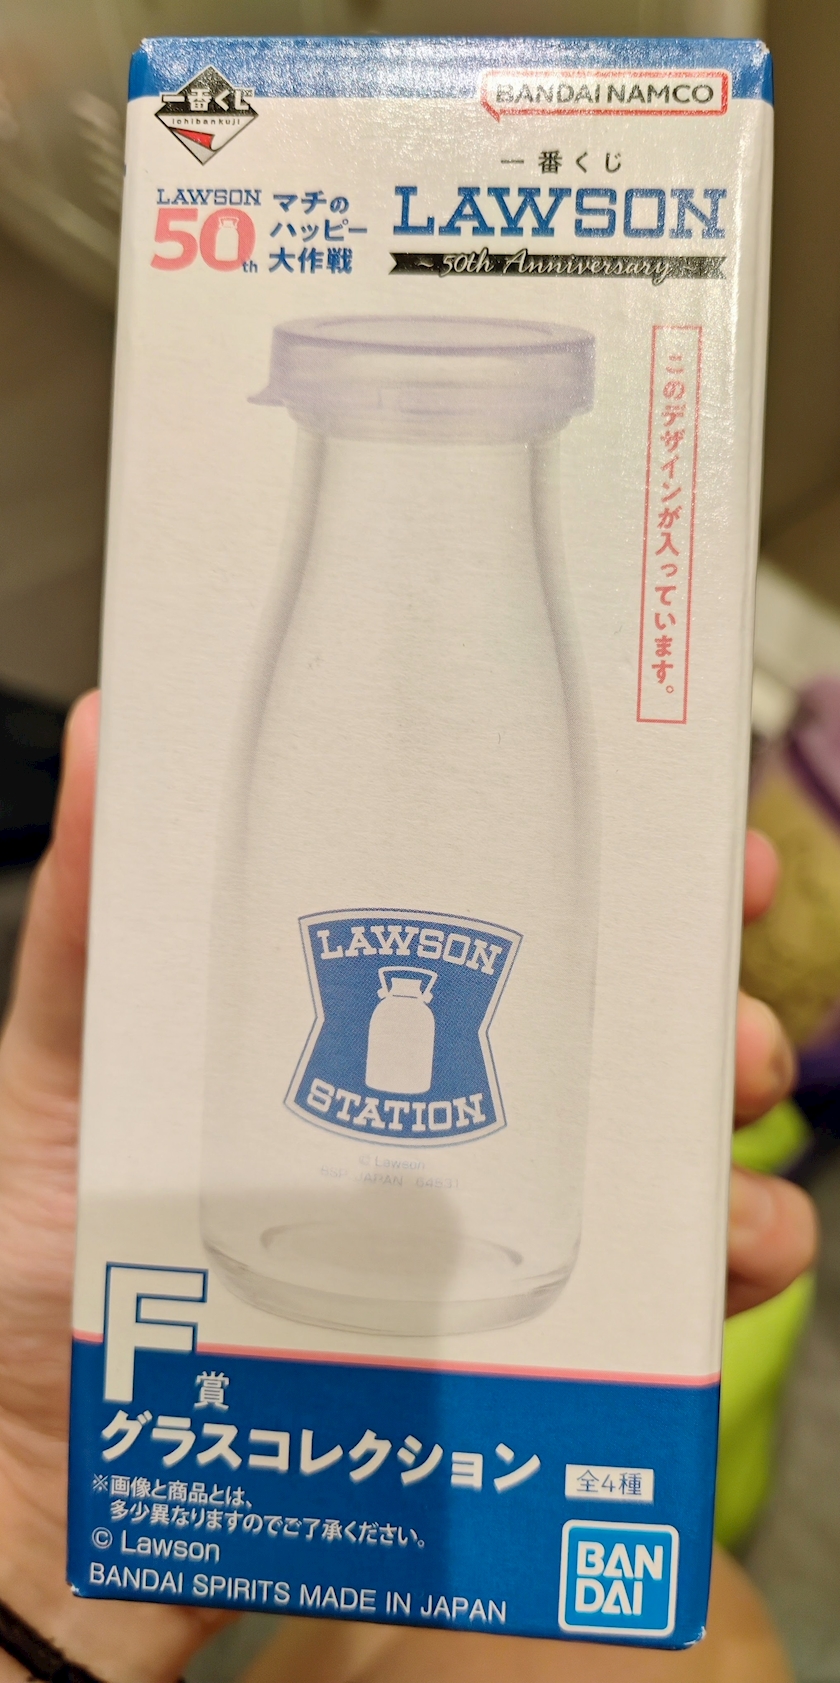 一番くじ
ichibankuji
BANDAI NAMCO
一番くじ
LAWSON
50th
マチの
ハッピー
大作戦
LAWSON
~ 50th Anniversary ~
このデザインが入っています。
LAWSON
STATION
© Lawson
BSP JAPAN 64531
F賞
グラスコレクション
全4種
※画像と商品とは、
多少異なりますのでご了承ください。
© Lawson
BANDAI SPIRITS MADE IN JAPAN
BAN
DAI